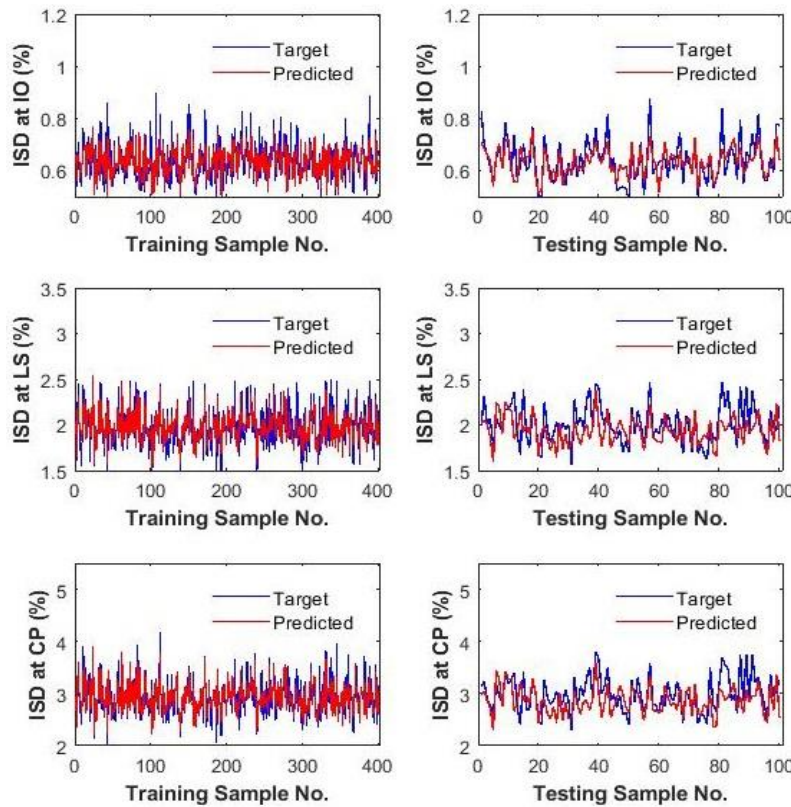 1.2
1
0.8
0.6
ISD at IO (%)
Target
Predicted
0
100
200
300
400
Training Sample No.
1.2
1
0.8
0.6
ISD at IO (%)
Target
Predicted
0
20
40
60
80
100
Testing Sample No.
3.5
3
2.5
2
1.5
ISD at LS (%)
Target
Predicted
0
100
200
300
400
Training Sample No.
3.5
3
2.5
2
1.5
ISD at LS (%)
Target
Predicted
0
20
40
60
80
100
Testing Sample No.
5
4
3
2
ISD at CP (%)
Target
Predicted
0
100
200
300
400
Training Sample No.
5
4
3
2
ISD at CP (%)
Target
Predicted
0
20
40
60
80
100
Testing Sample No.